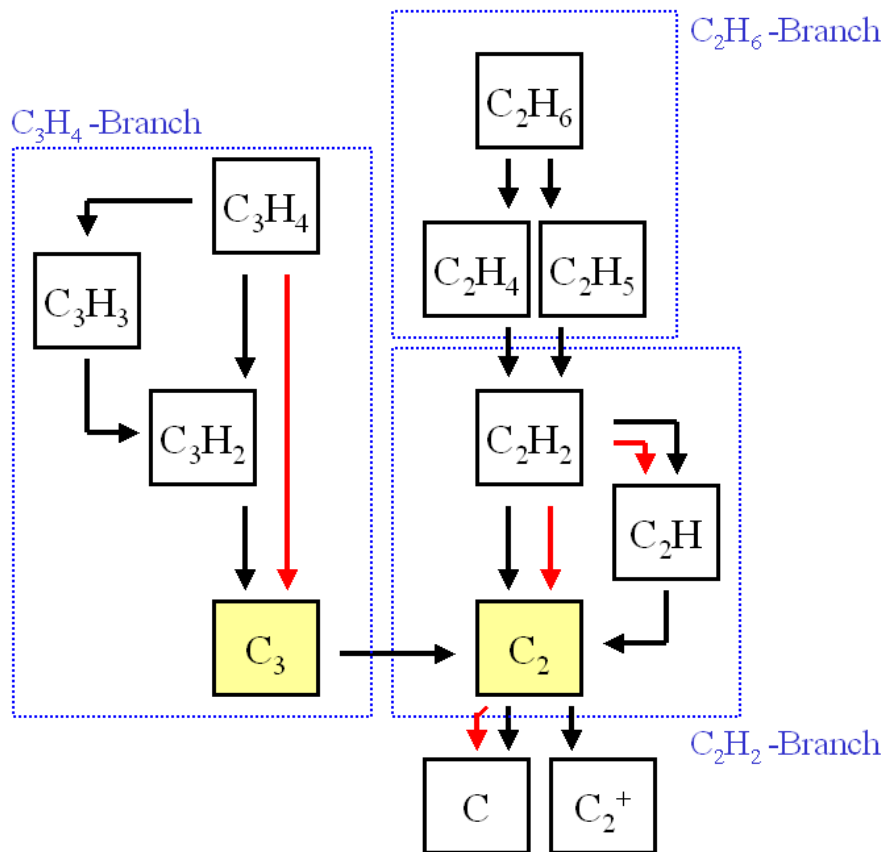 C₂H₆-Branch
C₂H₆
C₃H₄-Branch
C₃H₄
C₂H₄
C₂H₅
C₃H₃
C₃H₂
C₂H₂
C₂H
C₃
C₂
C₂H₂-Branch
C
C₂⁺